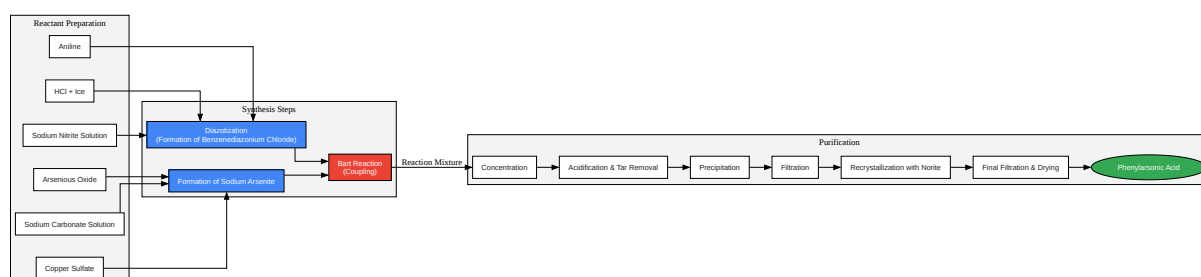 Reactant Preparation
Aniline
HCl + Ice
Sodium Nitrite Solution
Arsenious Oxide
Sodium Carbonate Solution
Copper Sulfate
Synthesis Steps
Diazotization
(Formation of Benzenediazonium Chloride)
Formation of Sodium Arsenite
Bart Reaction
(Coupling)
Reaction Mixture
Purification
Concentration
Acidification & Tar Removal
Precipitation
Filtration
Recrystallization with Norite
Final Filtration & Drying
Phenylarsonic Acid